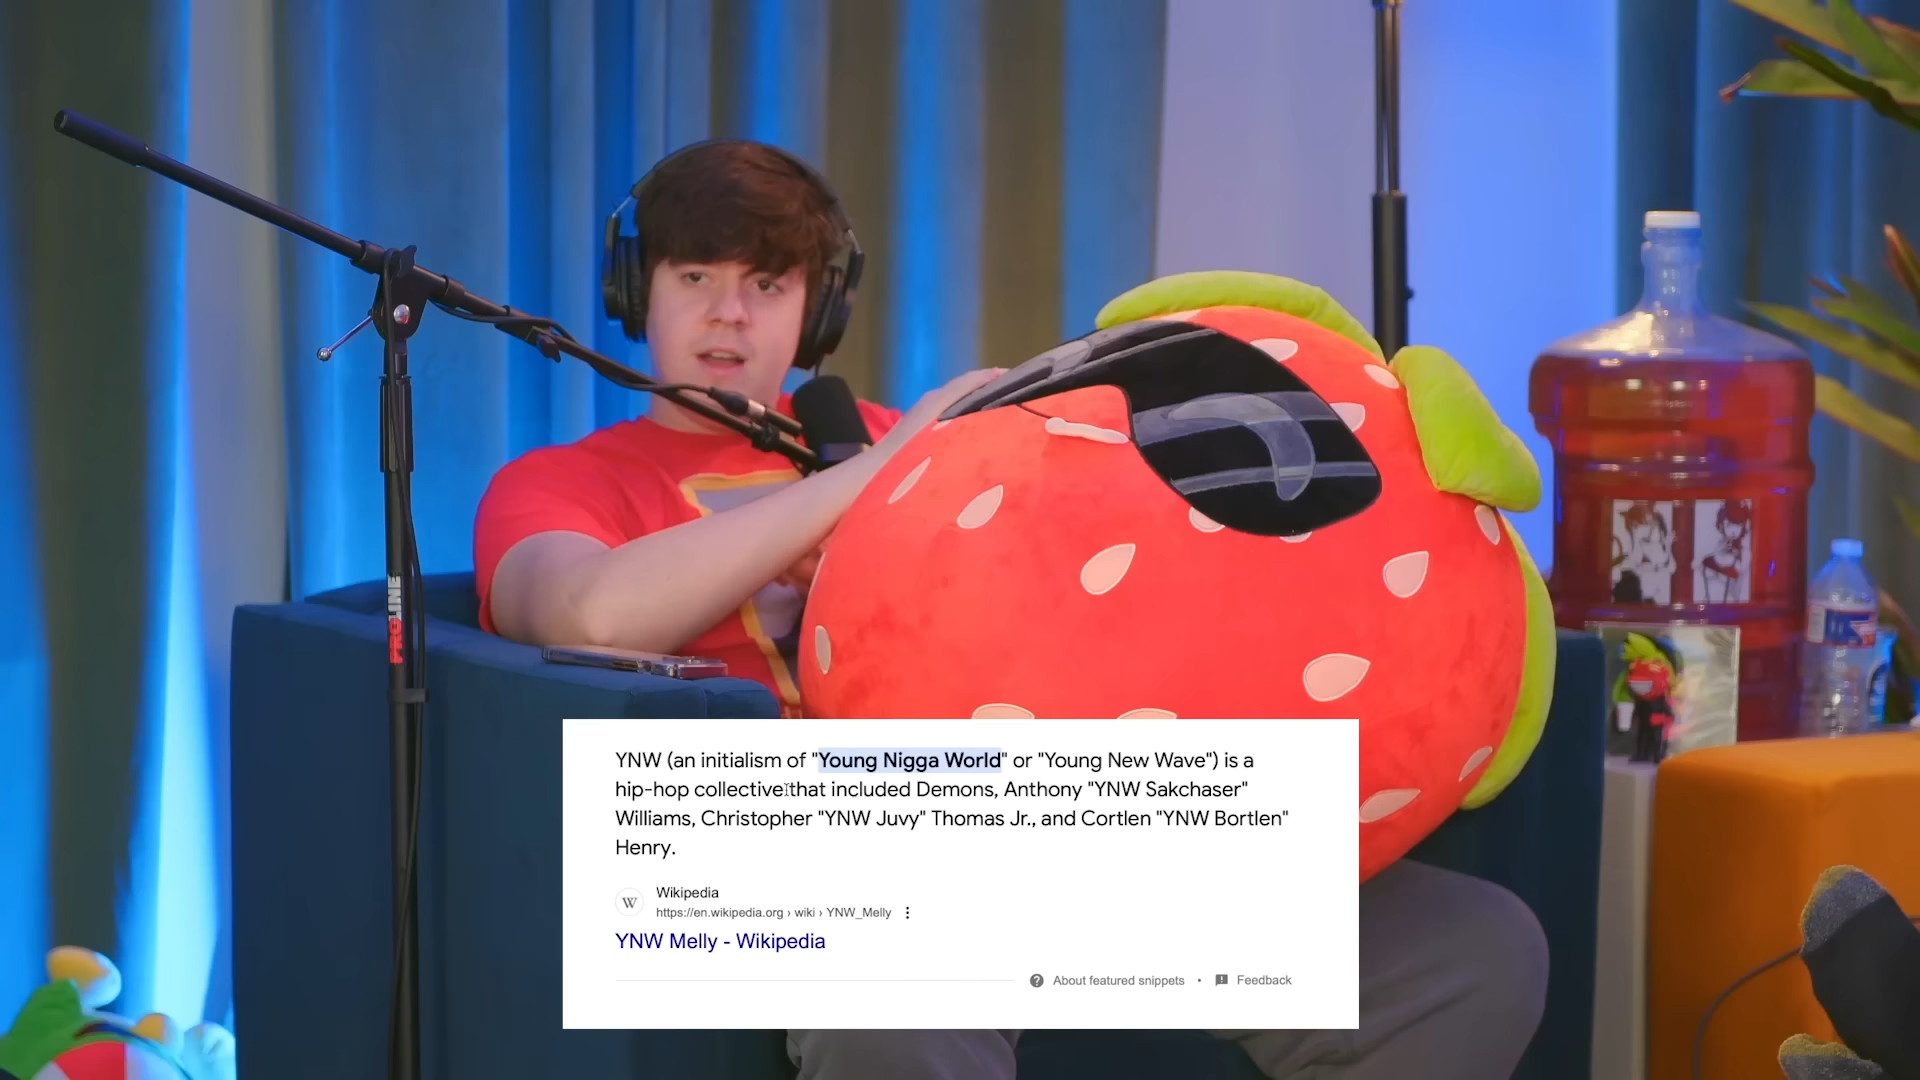 PROLINE
YNW (an initialism of "Young Nigga World" or "Young New Wave") is a
hip-hop collective that included Demons, Anthony "YNW Sakchaser"
Williams, Christopher "YNW Juvy" Thomas Jr., and Cortlen "YNW Bortlen"
Henry.
W
Wikipedia
https://en.wikipedia.org › wiki › YNW_Melly
YNW Melly - Wikipedia
About featured snippets • Feedback